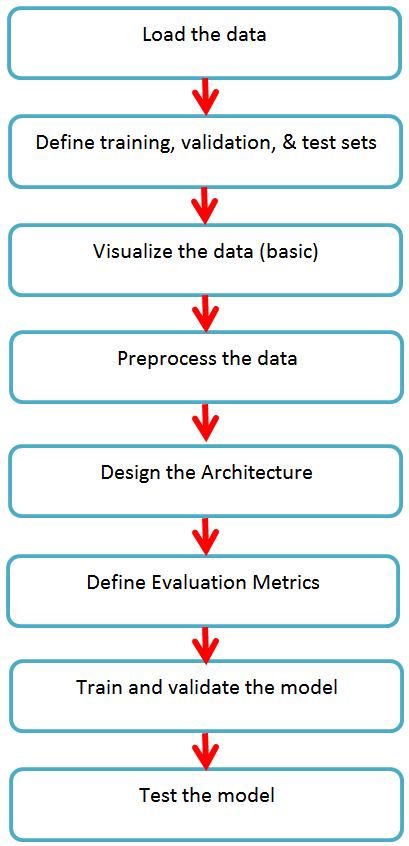 Load the data
Define training, validation, & test sets
Visualize the data (basic)
Preprocess the data
Design the Architecture
Define Evaluation Metrics
Train and validate the model
Test the model